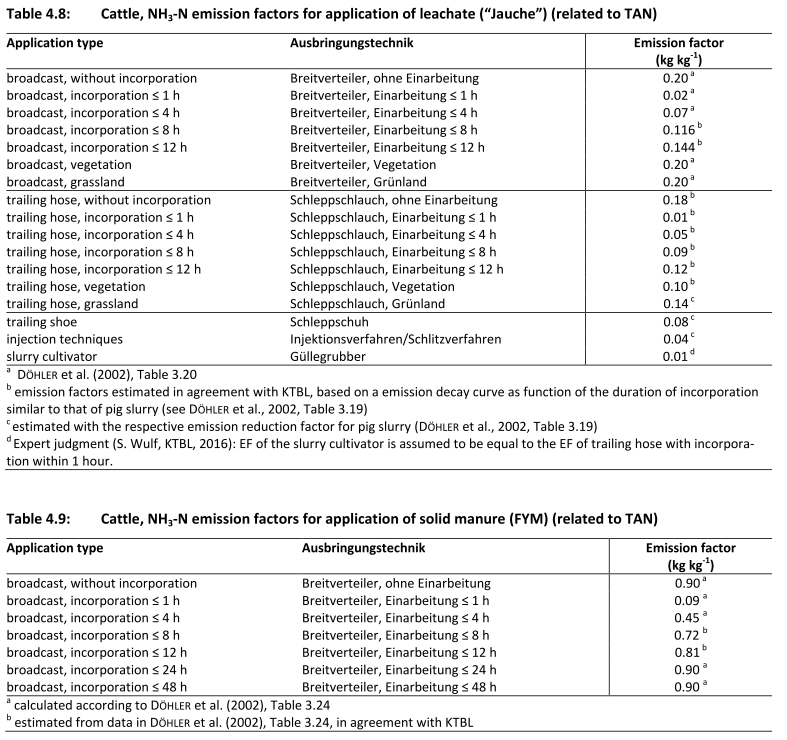 Table 4.8: Cattle, NH3-N emission factors for application of leachate (“Jauche”) (related to TAN)
Application type Ausbringungstechnik Emission factor
(kg kg-1)
broadcast, without incorporation Breitverteiler, ohne Einarbeitung 0.20 a
broadcast, incorporation ≤ 1 h Breitverteiler, Einarbeitung ≤ 1 h 0.02 a
broadcast, incorporation ≤ 4 h Breitverteiler, Einarbeitung ≤ 4 h 0.07 a
broadcast, incorporation ≤ 8 h Breitverteiler, Einarbeitung ≤ 8 h 0.116 b
broadcast, incorporation ≤ 12 h Breitverteiler, Einarbeitung ≤ 12 h 0.144 b
broadcast, vegetation Breitverteiler, Vegetation 0.20 a
broadcast, grassland Breitverteiler, Grünland 0.20 a
trailing hose, without incorporation Schleppschlauch, ohne Einarbeitung 0.18 b
trailing hose, incorporation ≤ 1 h Schleppschlauch, Einarbeitung ≤ 1 h 0.01 b
trailing hose, incorporation ≤ 4 h Schleppschlauch, Einarbeitung ≤ 4 h 0.05 b
trailing hose, incorporation ≤ 8 h Schleppschlauch, Einarbeitung ≤ 8 h 0.09 b
trailing hose, incorporation ≤ 12 h Schleppschlauch, Einarbeitung ≤ 12 h 0.12 b
trailing hose, vegetation Schleppschlauch, Vegetation 0.10 b
trailing hose, grassland Schleppschlauch, Grünland 0.14 c
trailing shoe Schleppschuh 0.08 c
injection techniques Injektionsverfahren/Schlitzverfahren 0.04 c
slurry cultivator Güllegrubber 0.01 d
a DÖHLER et al. (2002), Table 3.20
b emission factors estimated in agreement with KTBL, based on a emission decay curve as function of the duration of incorporation
similar to that of pig slurry (see DÖHLER et al., 2002, Table 3.19)
c estimated with the respective emission reduction factor for pig slurry (DÖHLER et al., 2002, Table 3.19)
d Expert judgment (S. Wulf, KTBL, 2016): EF of the slurry cultivator is assumed to be equal to the EF of trailing hose with incorpora-
tion within 1 hour.
Table 4.9: Cattle, NH3-N emission factors for application of solid manure (FYM) (related to TAN)
Application type Ausbringungstechnik Emission factor
(kg kg-1)
broadcast, without incorporation Breitverteiler, ohne Einarbeitung 0.90 a
broadcast, incorporation ≤ 1 h Breitverteiler, Einarbeitung ≤ 1 h 0.09 a
broadcast, incorporation ≤ 4 h Breitverteiler, Einarbeitung ≤ 4 h 0.45 a
broadcast, incorporation ≤ 8 h Breitverteiler, Einarbeitung ≤ 8 h 0.72 b
broadcast, incorporation ≤ 12 h Breitverteiler, Einarbeitung ≤ 12 h 0.81 b
broadcast, incorporation ≤ 24 h Breitverteiler, Einarbeitung ≤ 24 h 0.90 a
broadcast, incorporation ≤ 48 h Breitverteiler, Einarbeitung ≤ 48 h 0.90 a
a calculated according to DÖHLER et al. (2002), Table 3.24
b estimated from data in DÖHLER et al. (2002), Table 3.24, in agreement with KTBL